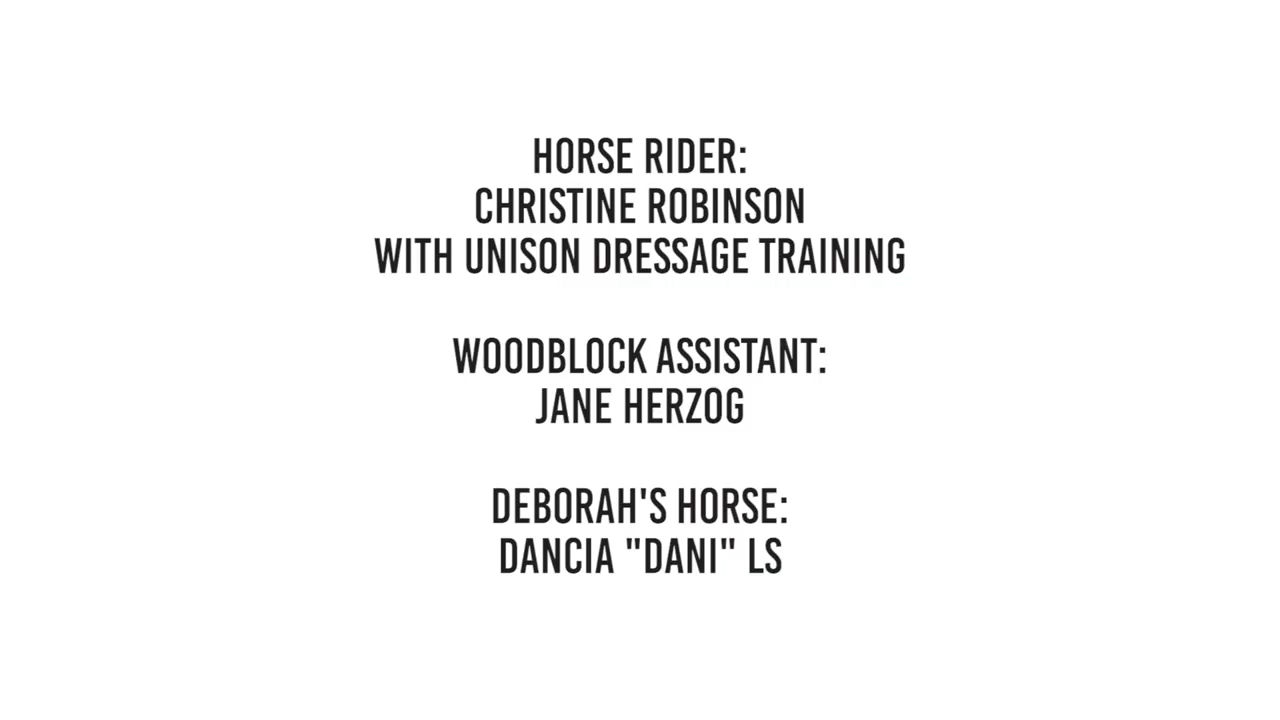 HORSE RIDER:
CHRISTINE ROBINSON
WITH UNISON DRESSAGE TRAINING
WOODBLOCK ASSISTANT:
JANE HERZOG
DEBORAH'S HORSE:
DANCIA "DANI" LS